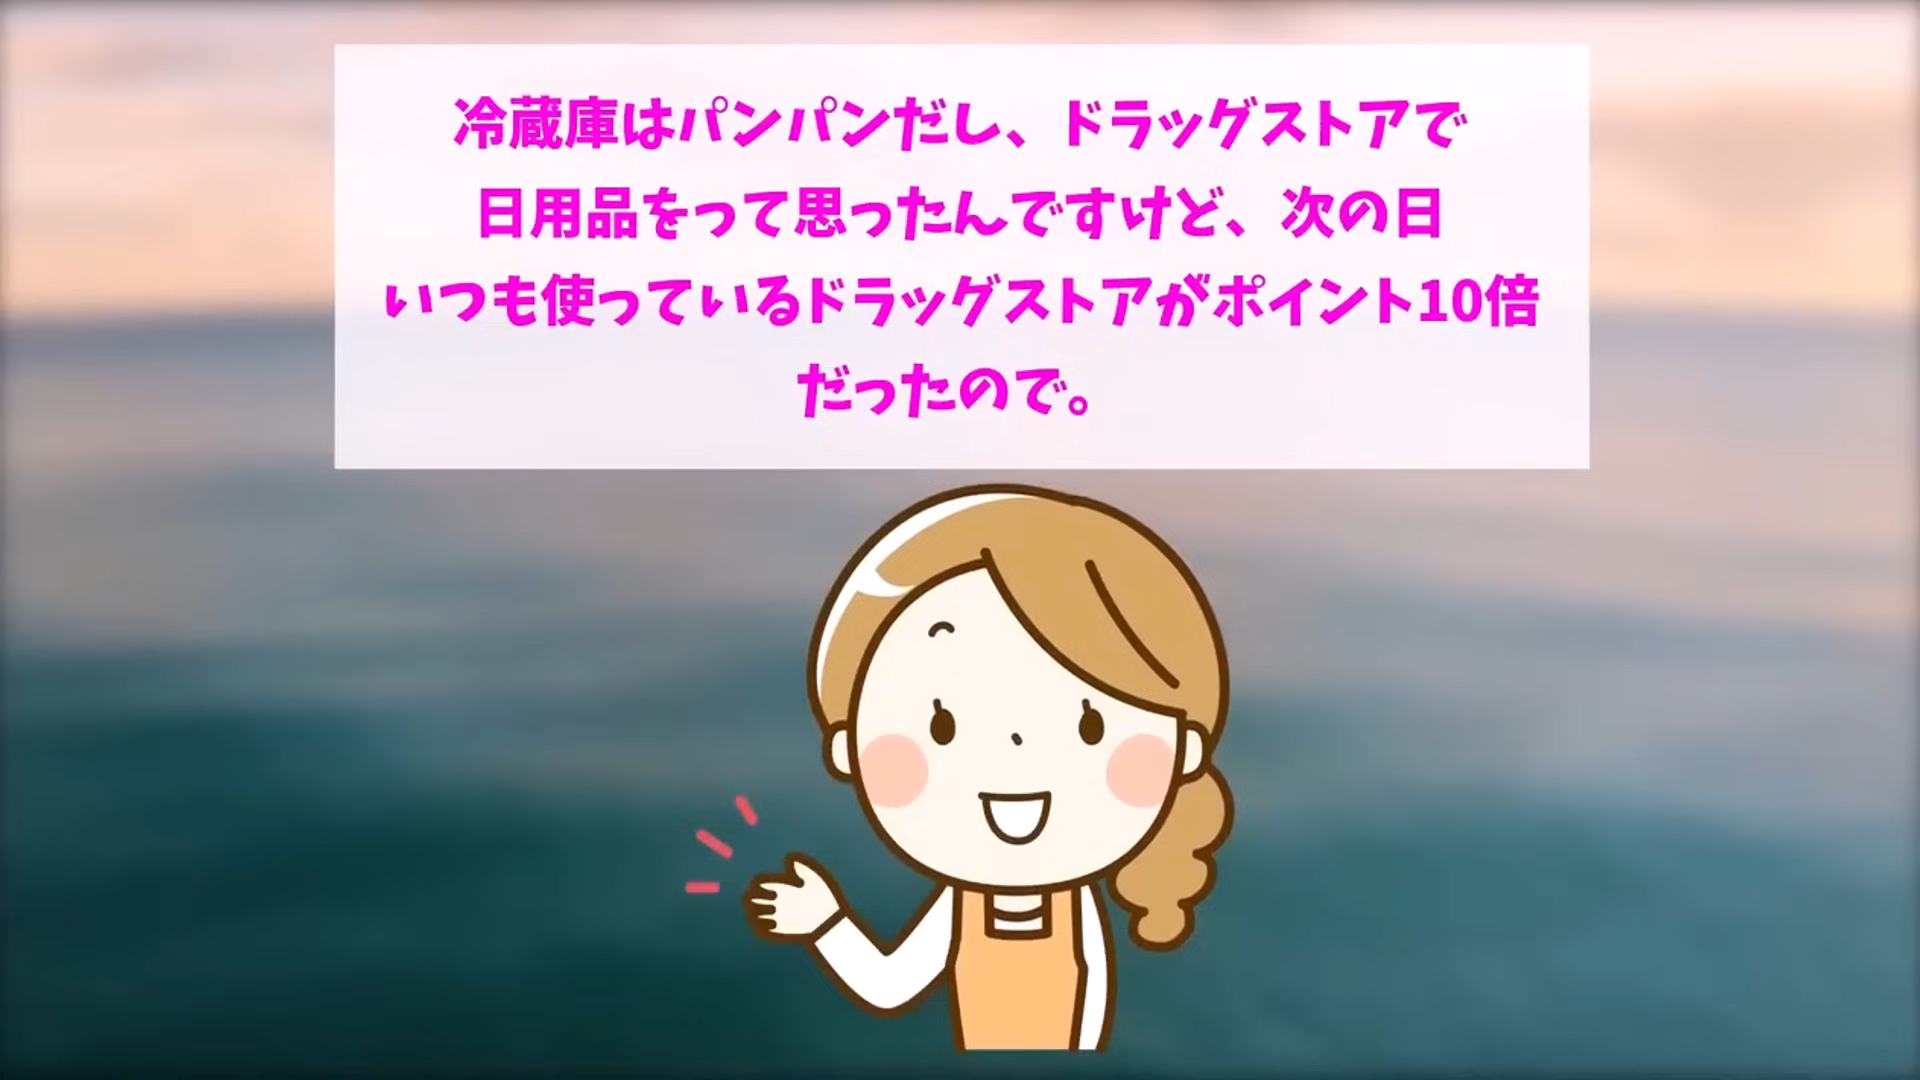 冷蔵庫はパンパンだし、ドラッグストアで
日用品をって思ったんですけど、次の日
いつも使っているドラッグストアがポイント10倍
だったので。